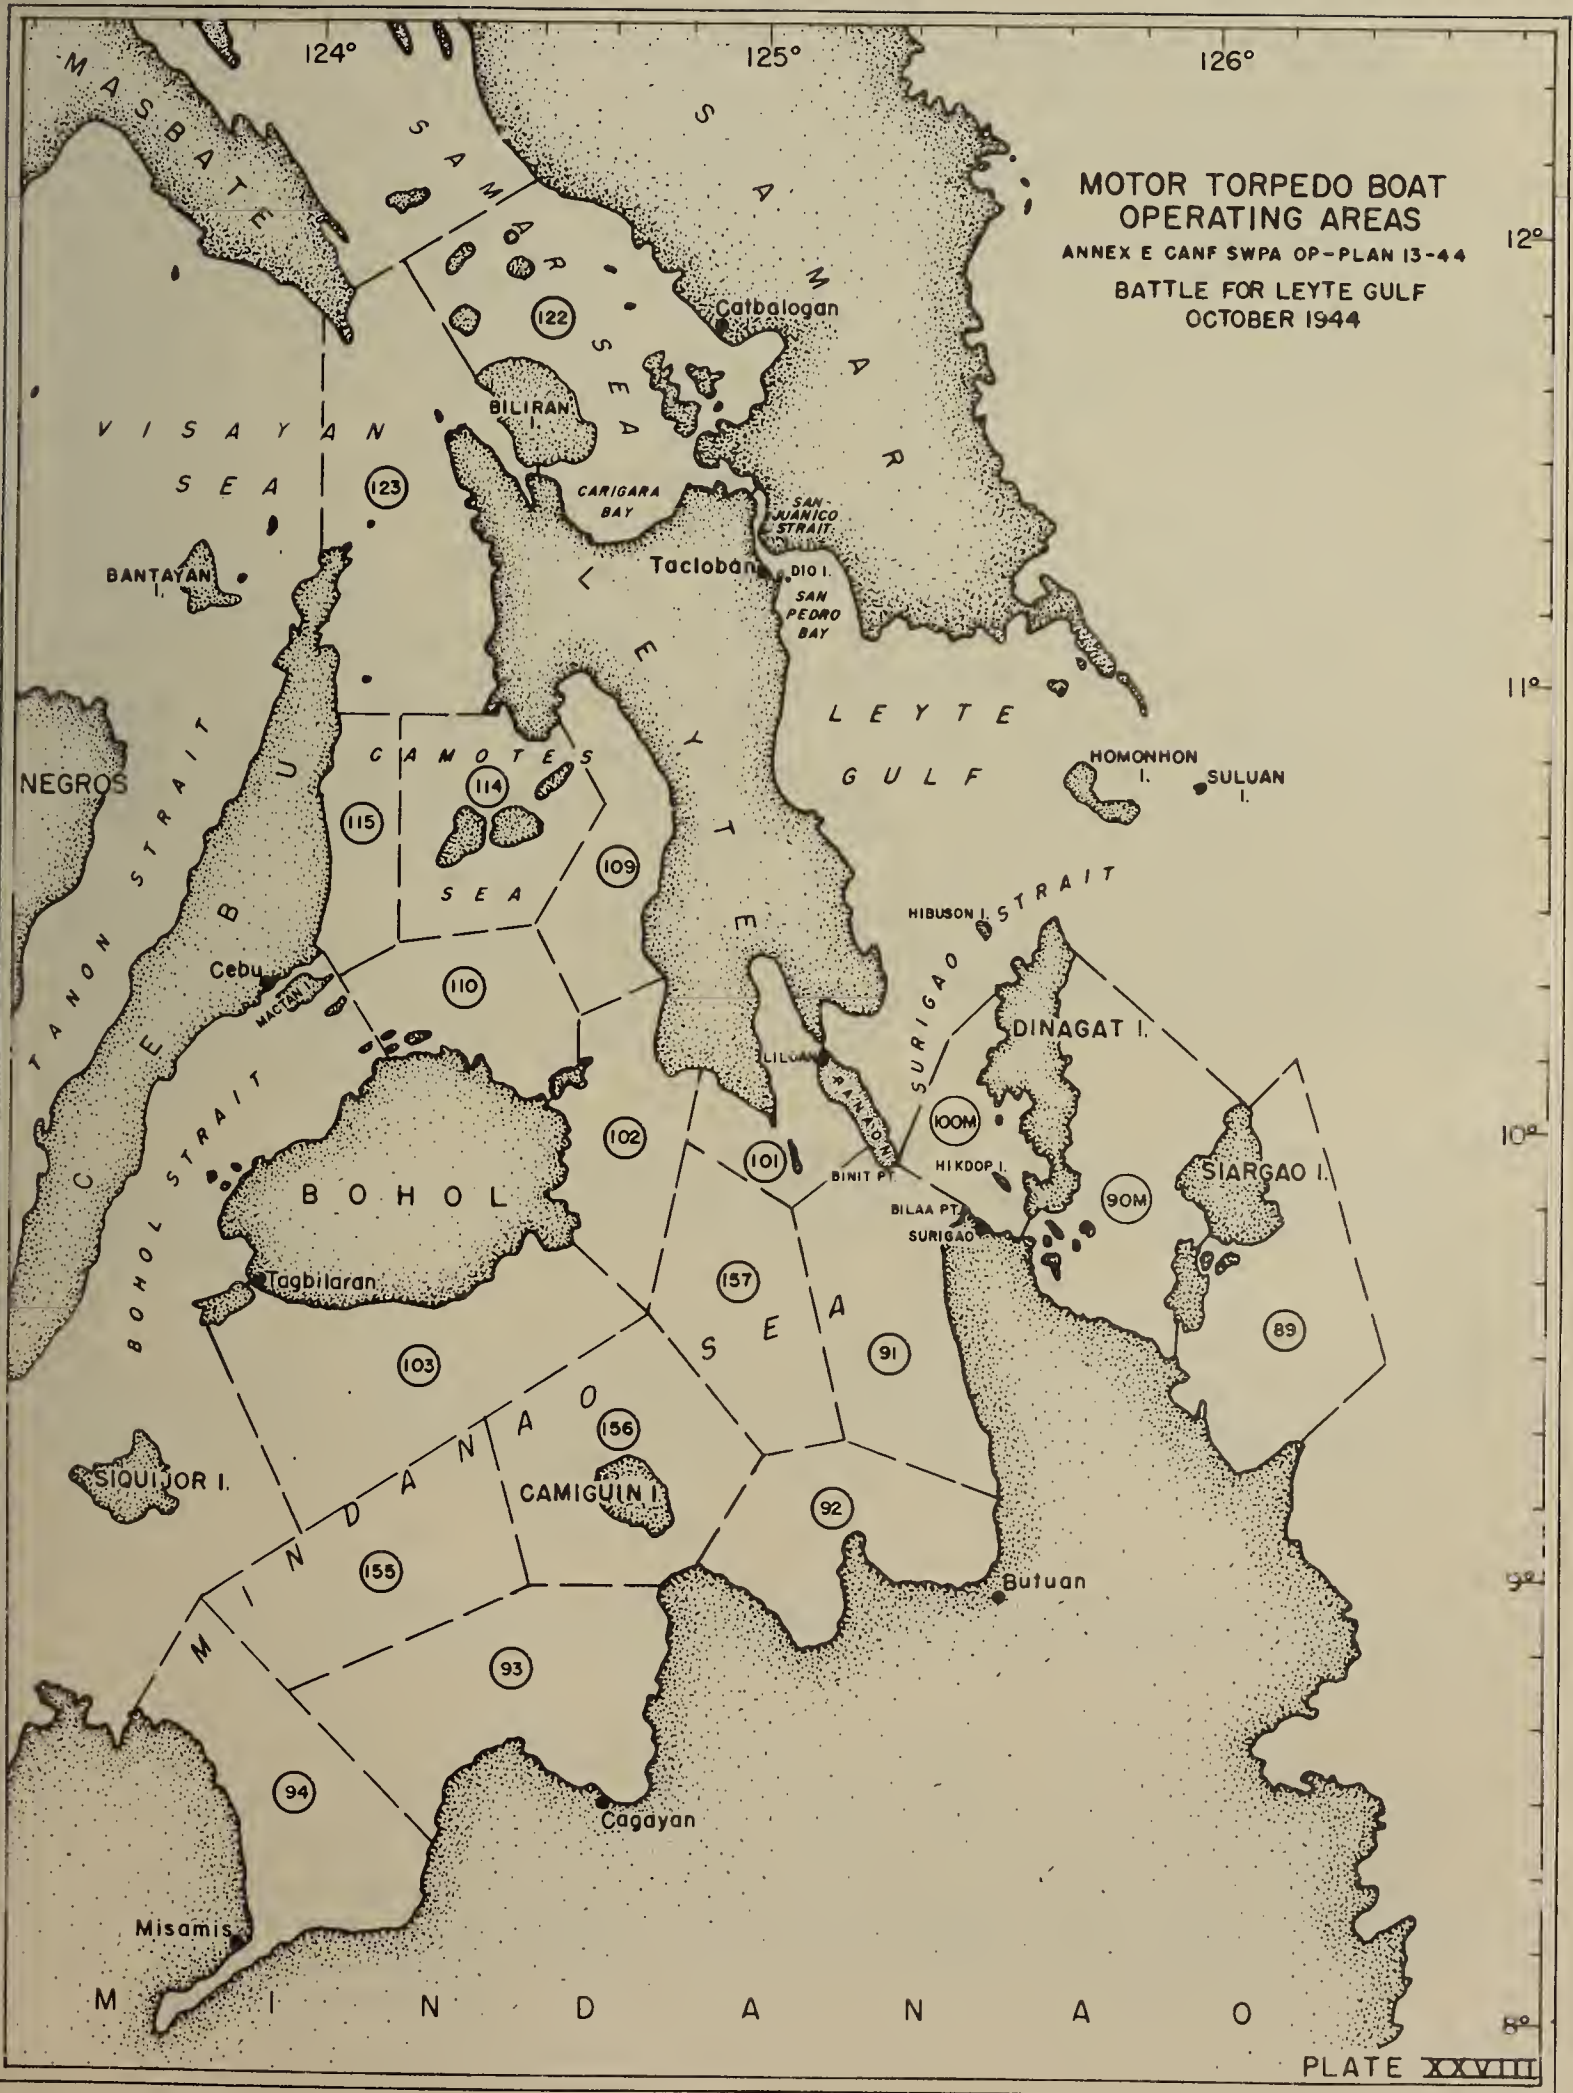 124°
125°
126°
MASBATE
SAMAR SEA
SAMAR
MOTOR TORPEDO BOAT
OPERATING AREAS
ANNEX E CANF SWPA OP-PLAN 13-44
BATTLE FOR LEYTE GULF
OCTOBER 1944
12°
122
Catbalogan
BILIRAN
I.
VISAYAN
SEA
123
CARIGARA
BAY
SAN
JUANICO
STRAIT
BANTAYAN
I.
Tacloban
DIO I.
SAN
PEDRO
BAY
LEYTE
11°
LEYTE
GULF
NEGROS
TANON STRAIT
CEBU
CAMOTES
SEA
114
115
109
HOMONHON
I.
SULUAN
I.
HIBUSON I.
SURIGAO STRAIT
Cebu
MACTAN I.
110
DINAGAT I.
LILOAN
PANAON
BOHOL STRAIT
102
101
100M
10°
BINIT PT.
HIKDOP I.
90M
SIARGAO I.
BOHOL
BILAA PT.
SURIGAO
Tagbilaran
157
89
103
91
MINDANAO SEA
156
SIQUIJOR I.
CAMIGUIN I.
92
155
Butuan
9°
93
94
Cagayan
Misamis
MINDANAO
8°
PLATE XXVIII